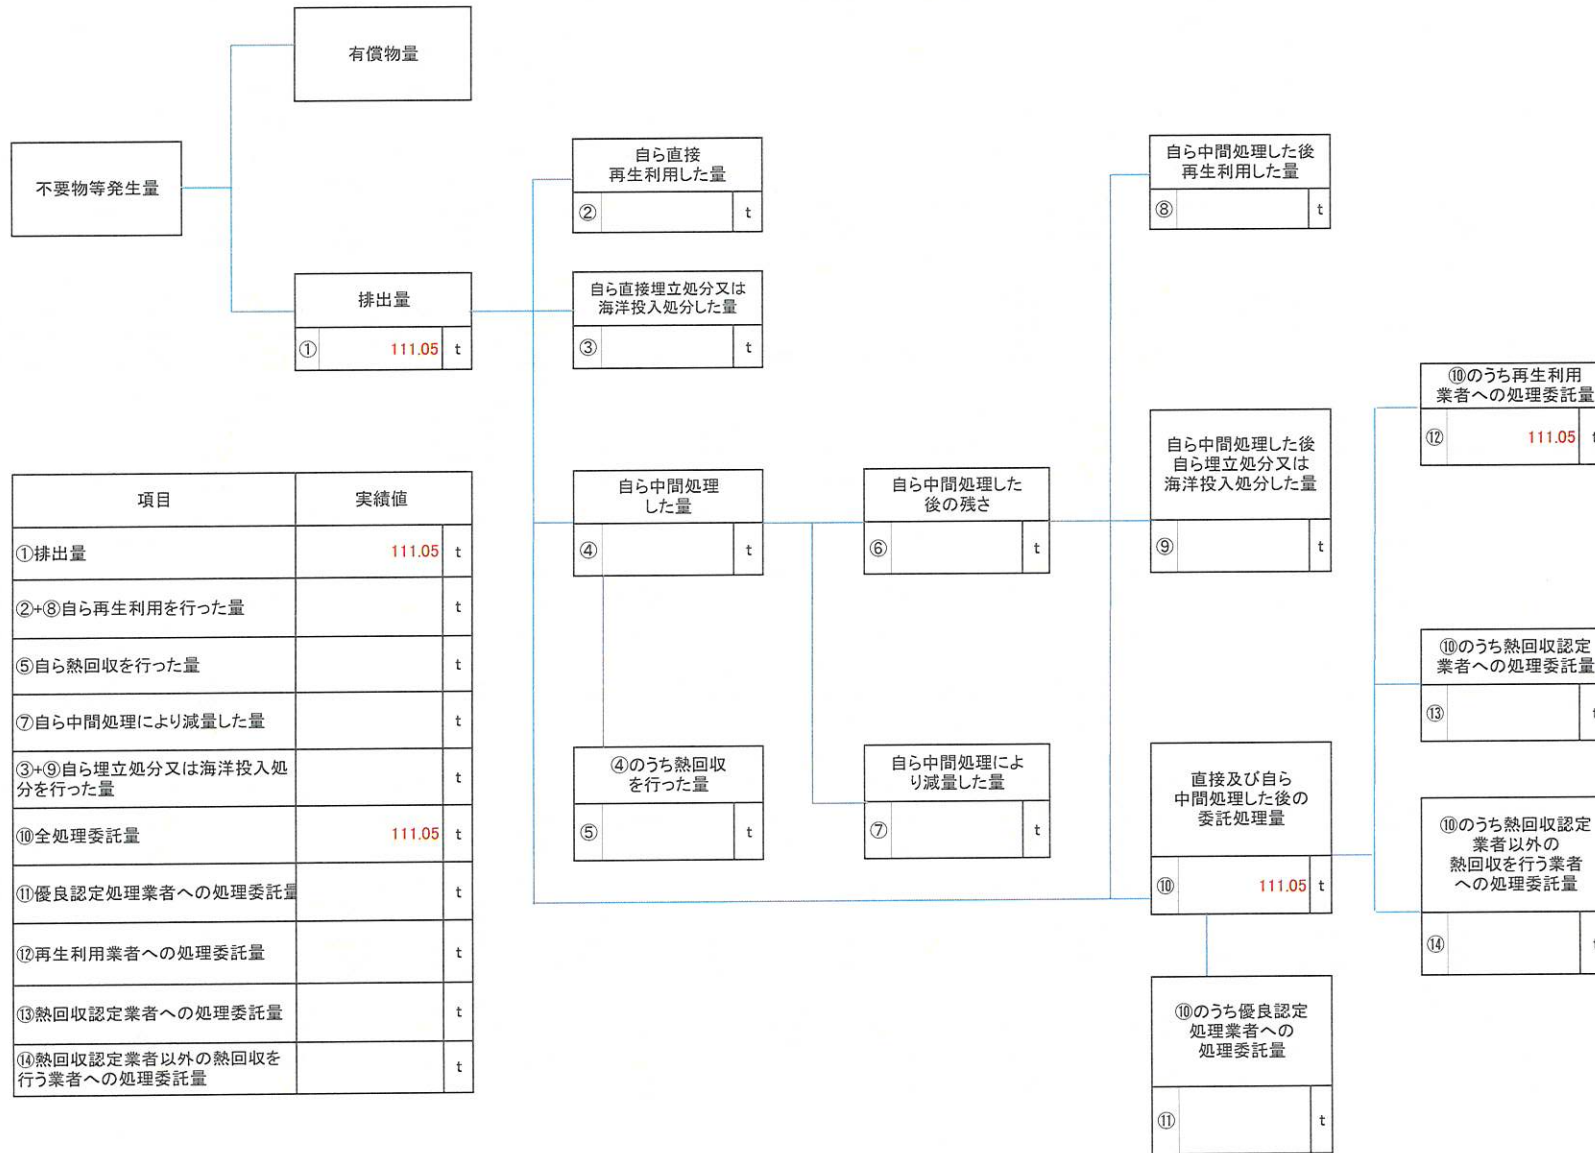 有償物量
不要物等発生量
排出量
① 111.05 t
自ら直接
再生利用した量
② t
自ら直接埋立処分又は
海洋投入処分した量
③ t
自ら中間処理
した量
④ t
④のうち熱回収
を行った量
⑤ t
自ら中間処理した
後の残さ
⑥ t
自ら中間処理によ
り減量した量
⑦ t
自ら中間処理した後
再生利用した量
⑧ t
自ら中間処理した後
自ら埋立処分又は
海洋投入処分した量
⑨ t
直接及び自ら
中間処理した後の
委託処理量
⑩ 111.05 t
⑩のうち優良認定
処理業者への
処理委託量
⑪ t
⑩のうち再生利用
業者への処理委託量
⑫ 111.05 t
⑩のうち熱回収認定
業者への処理委託量
⑬ t
⑩のうち熱回収認定
業者以外の
熱回収を行う業者
への処理委託量
⑭ t
項目 実績値
①排出量 111.05 t
②+⑧自ら再生利用を行った量 t
⑤自ら熱回収を行った量 t
⑦自ら中間処理により減量した量 t
③+⑨自ら埋立処分又は海洋投入処
分を行った量 t
⑩全処理委託量 111.05 t
⑪優良認定処理業者への処理委託量 t
⑫再生利用業者への処理委託量 t
⑬熱回収認定業者への処理委託量 t
⑭熱回収認定業者以外の熱回収を
行う業者への処理委託量 t